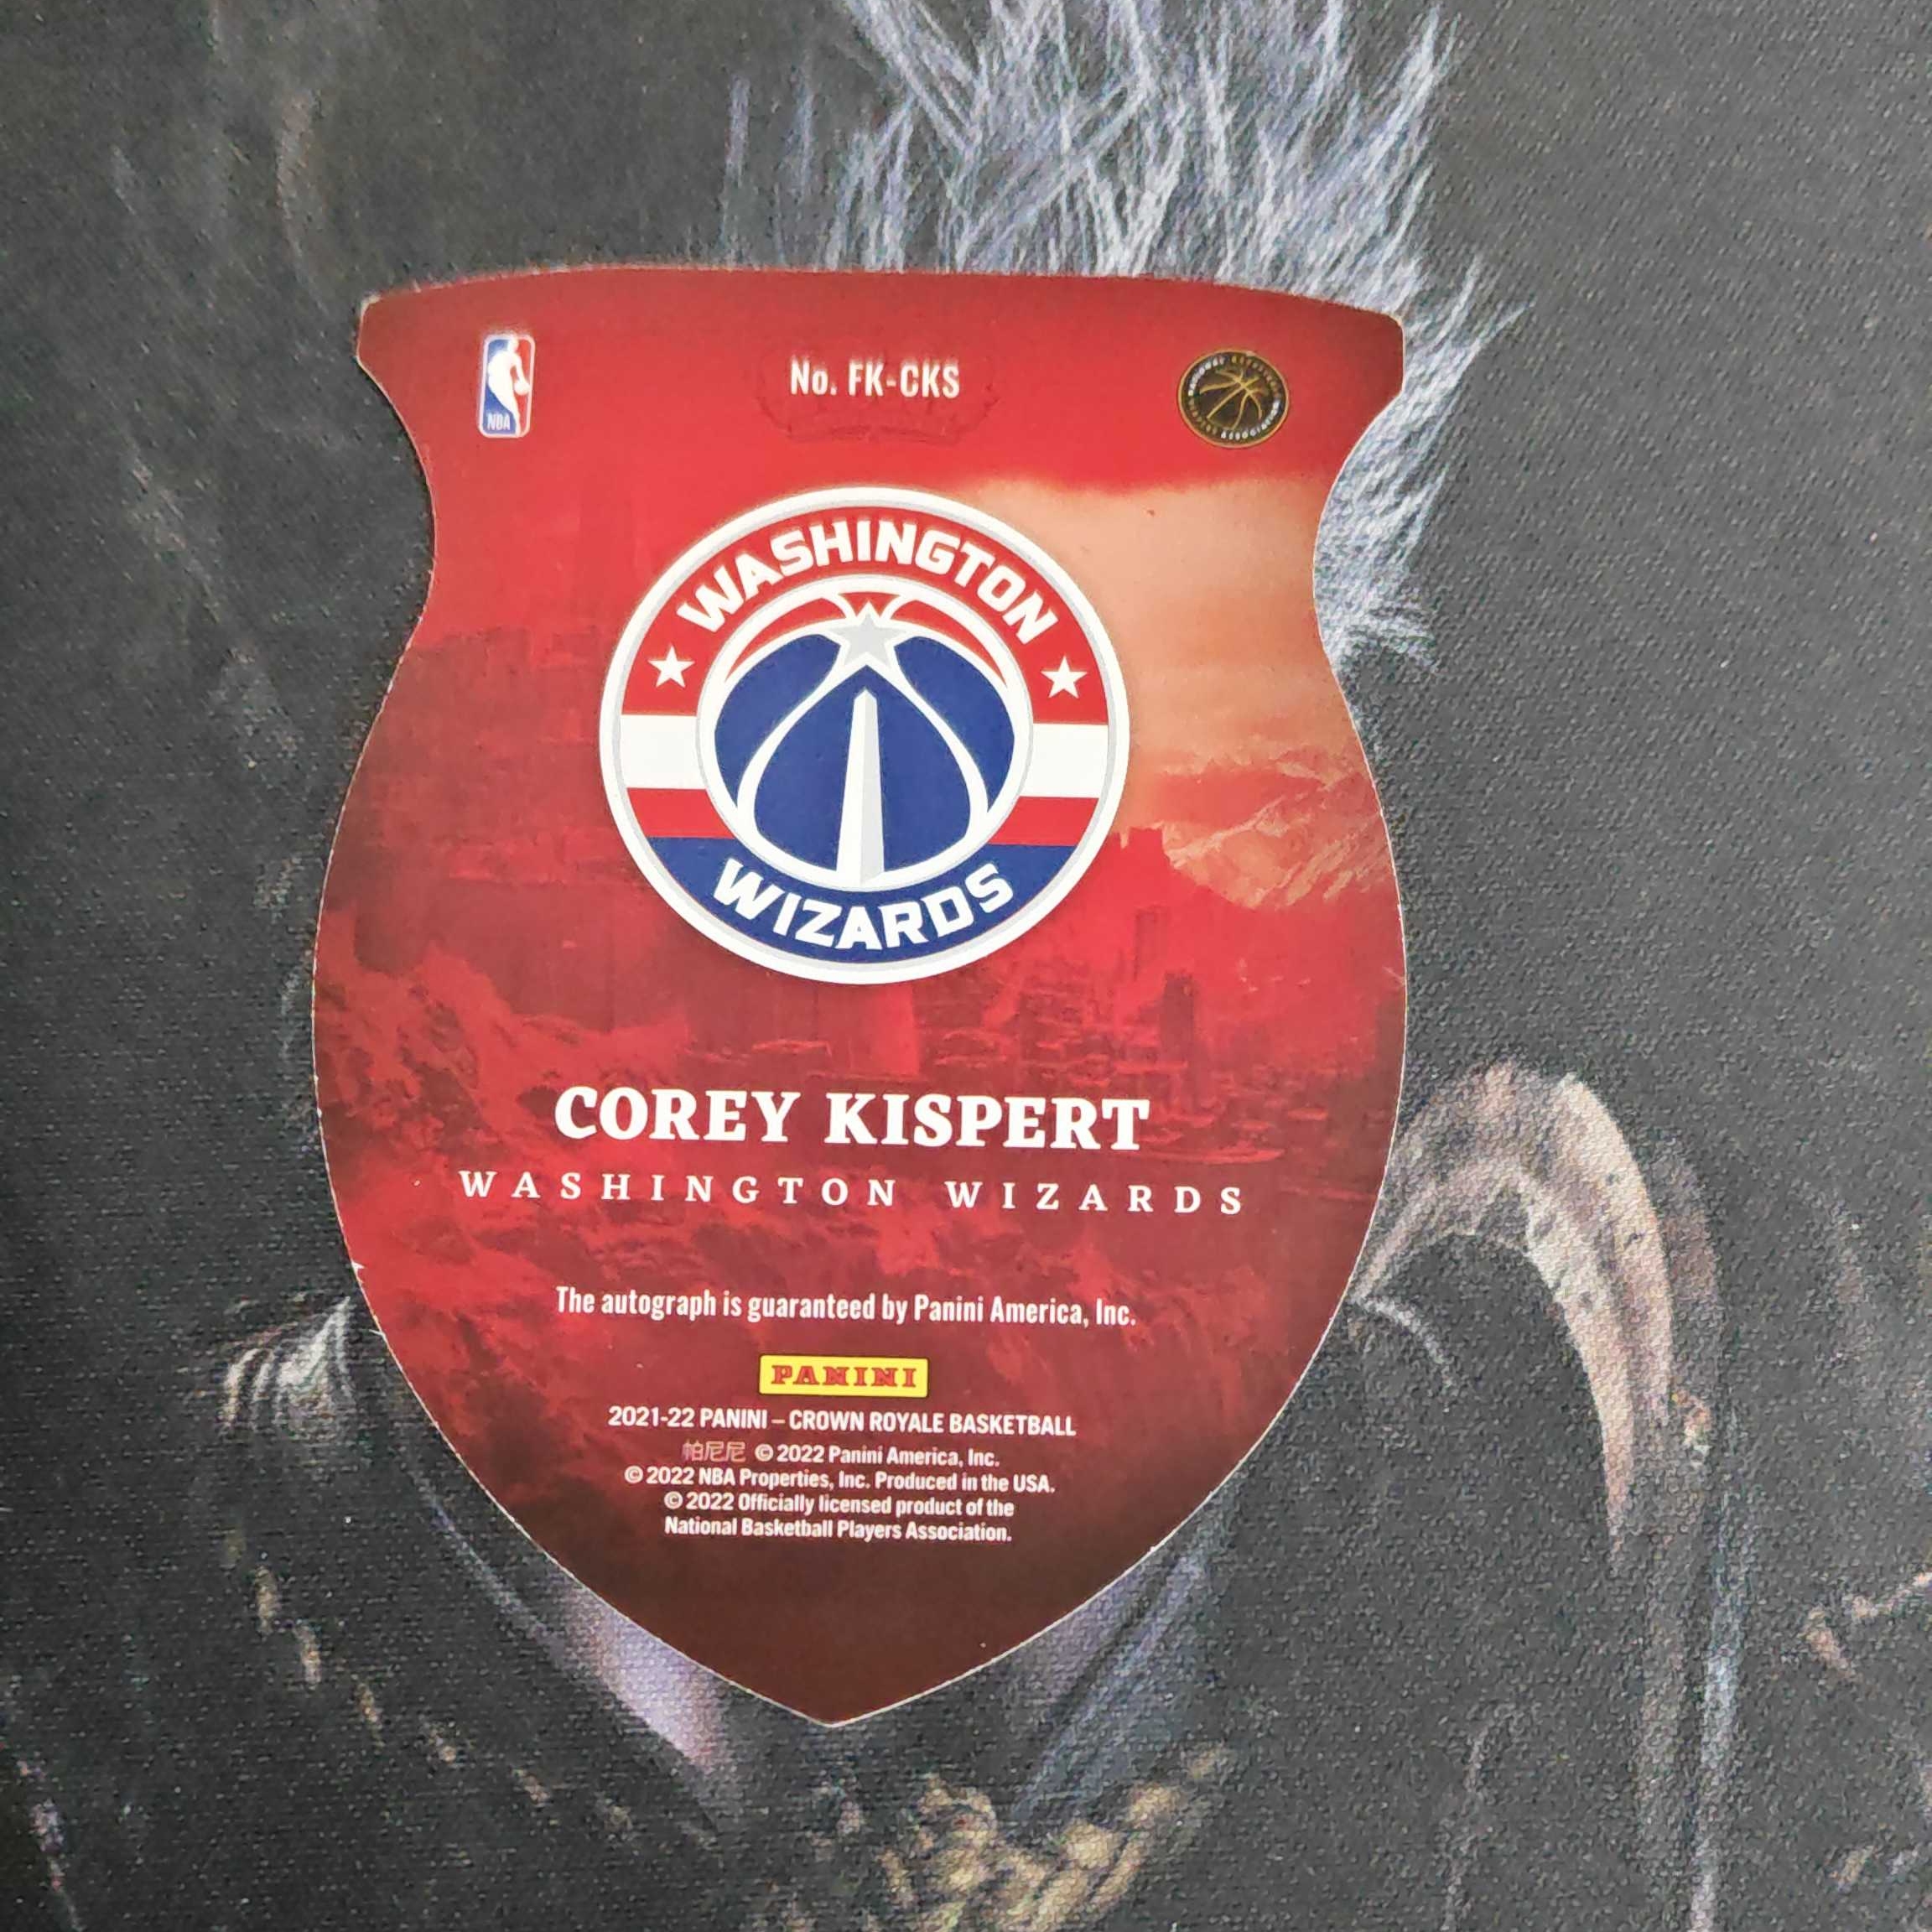 No. FK-CKS
NBA
WASHINGTON
WIZARDS
COREY KISPERT
WASHINGTON WIZARDS
The autograph is guaranteed by Panini America, Inc.
PANINI
2021-22 PANINI – CROWN ROYALE BASKETBALL
帕尼尼 © 2022 Panini America, Inc.
© 2022 NBA Properties, Inc. Produced in the USA.
© 2022 Officially licensed product of the
National Basketball Players Association.